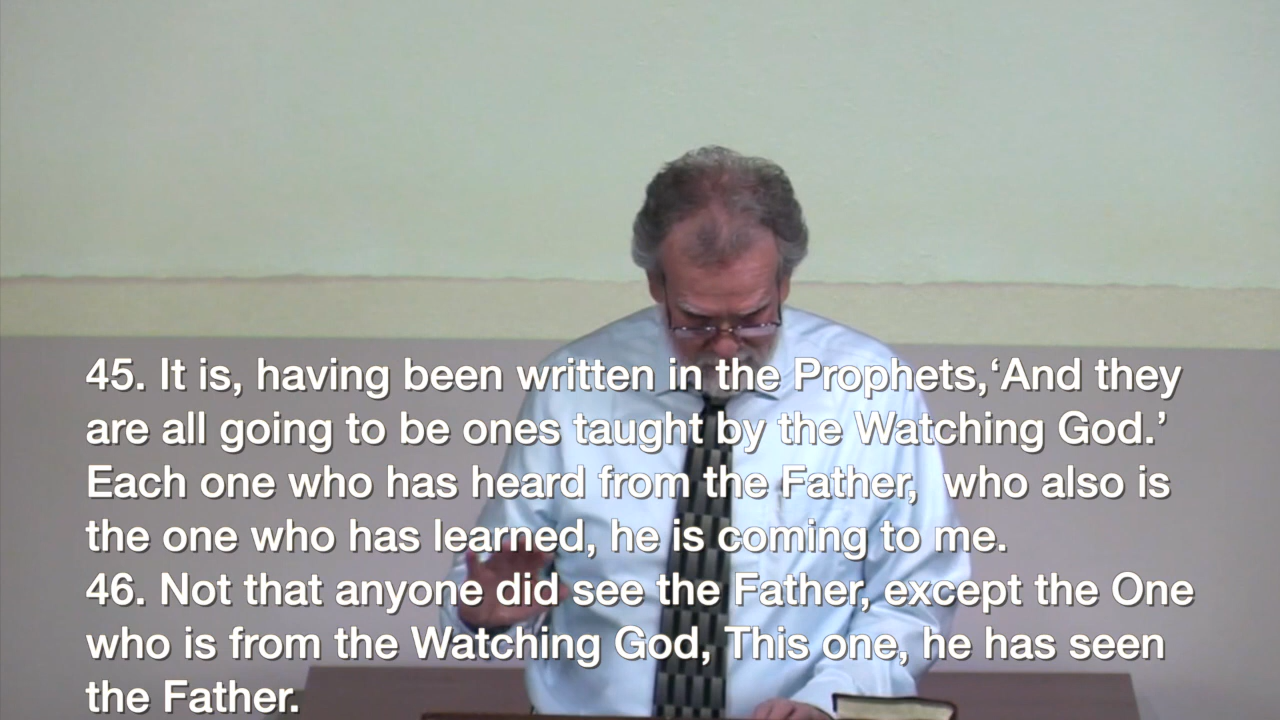 45. It is, having been written in the Prophets,‘And they
are all going to be ones taught by the Watching God.’
Each one who has heard from the Father,  who also is
the one who has learned, he is coming to me.
46. Not that anyone did see the Father, except the One
who is from the Watching God, This one, he has seen
the Father.